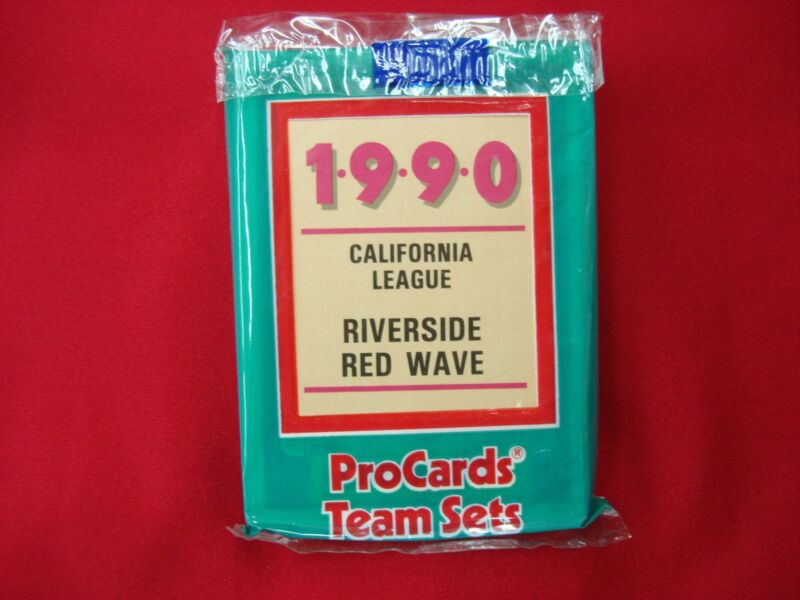 1·9·9·0
CALIFORNIA
LEAGUE
RIVERSIDE
RED WAVE
ProCards®
Team Sets